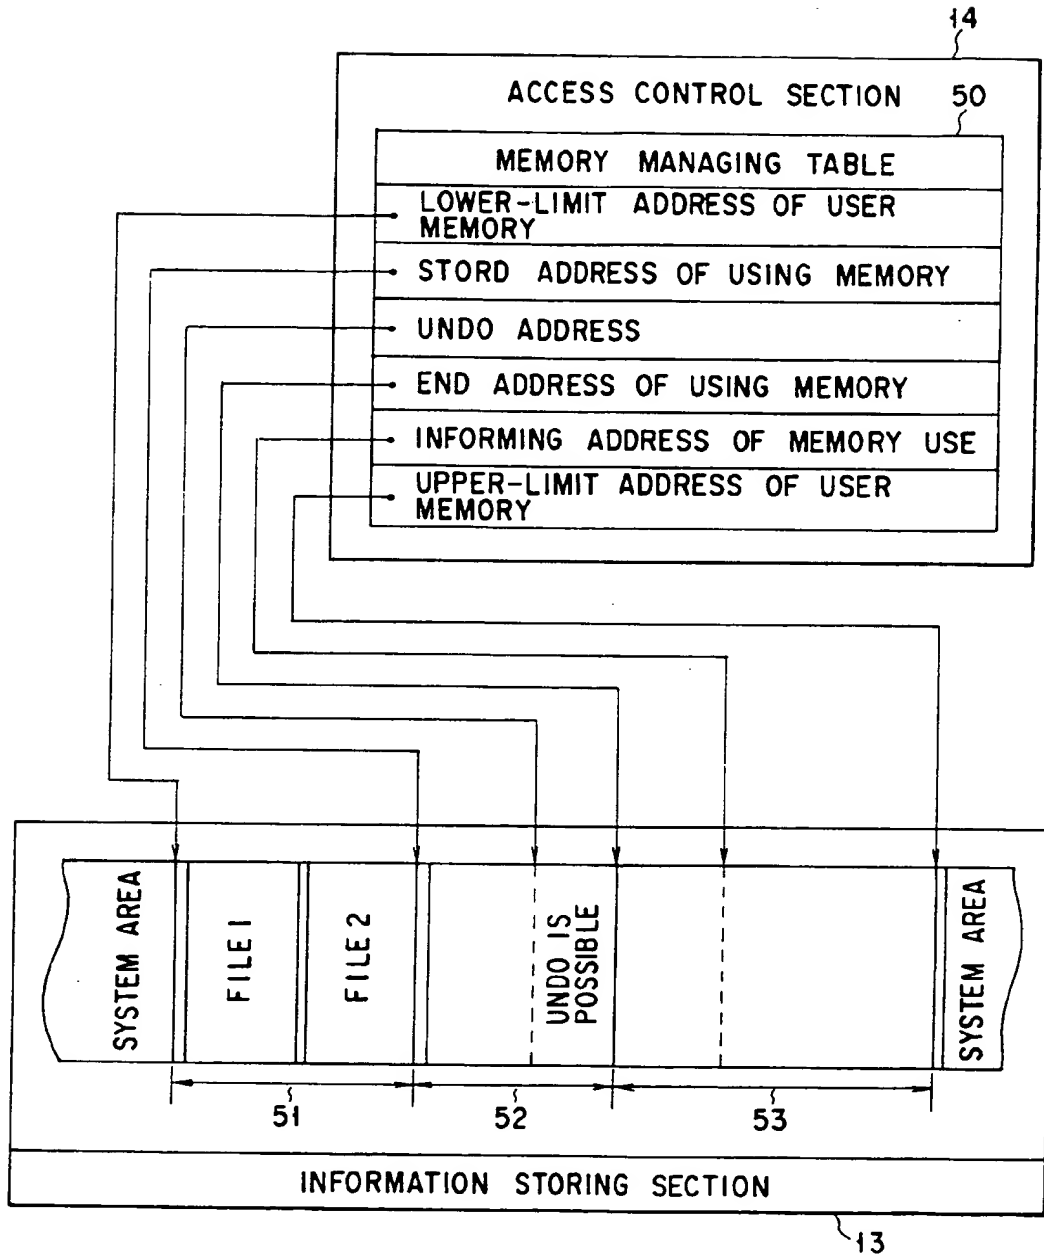 14
ACCESS CONTROL SECTION 50
MEMORY MANAGING TABLE
LOWER-LIMIT ADDRESS OF USER
MEMORY
STORD ADDRESS OF USING MEMORY
UNDO ADDRESS
END ADDRESS OF USING MEMORY
INFORMING ADDRESS OF MEMORY USE
UPPER-LIMIT ADDRESS OF USER
MEMORY
SYSTEM AREA
FILE 1
FILE 2
UNDO IS
POSSIBLE
SYSTEM AREA
51
52
53
INFORMATION STORING SECTION
13